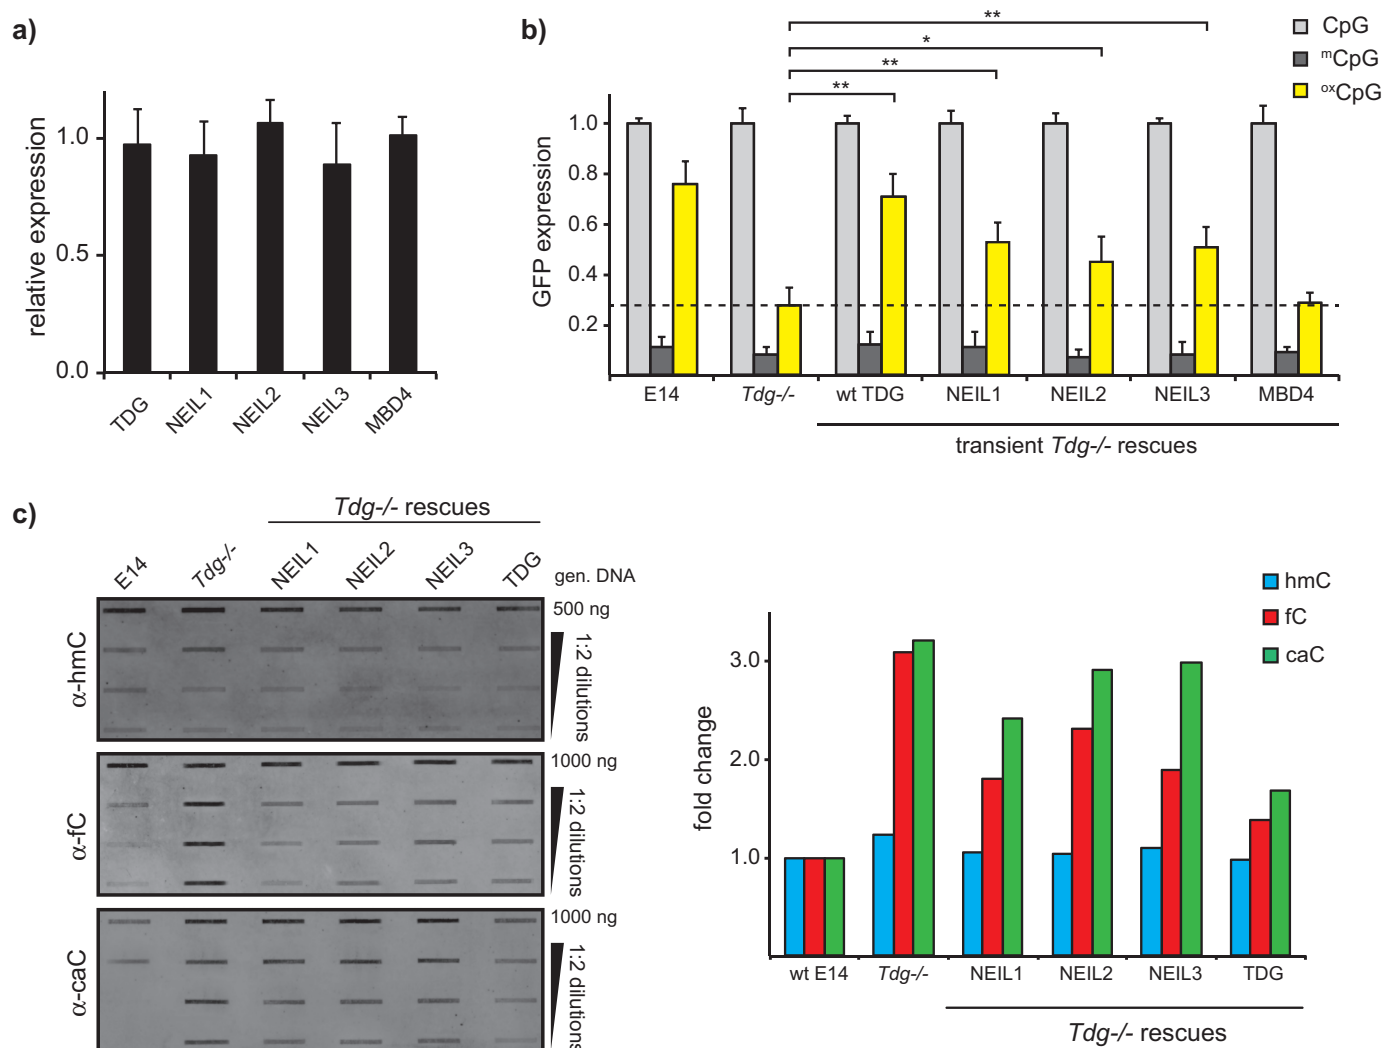 a)
relative expression
1.0
0.5
0.0
TDG
NEIL1
NEIL2
NEIL3
MBD4
b)
**
*
**
**
CpG
mCpG
oxCpG
GFP expression
1.0
0.8
0.6
0.4
0.2
E14
Tdg-/-
wt TDG
NEIL1
NEIL2
NEIL3
MBD4
transient Tdg-/- rescues
c)
Tdg-/- rescues
E14
Tdg-/-
NEIL1
NEIL2
NEIL3
TDG
gen. DNA
α-hmC
500 ng
1:2 dilutions
α-fC
1000 ng
1:2 dilutions
α-caC
1000 ng
1:2 dilutions
hmC
fC
caC
fold change
3.0
2.0
1.0
wt E14
Tdg-/-
NEIL1
NEIL2
NEIL3
TDG
Tdg-/- rescues